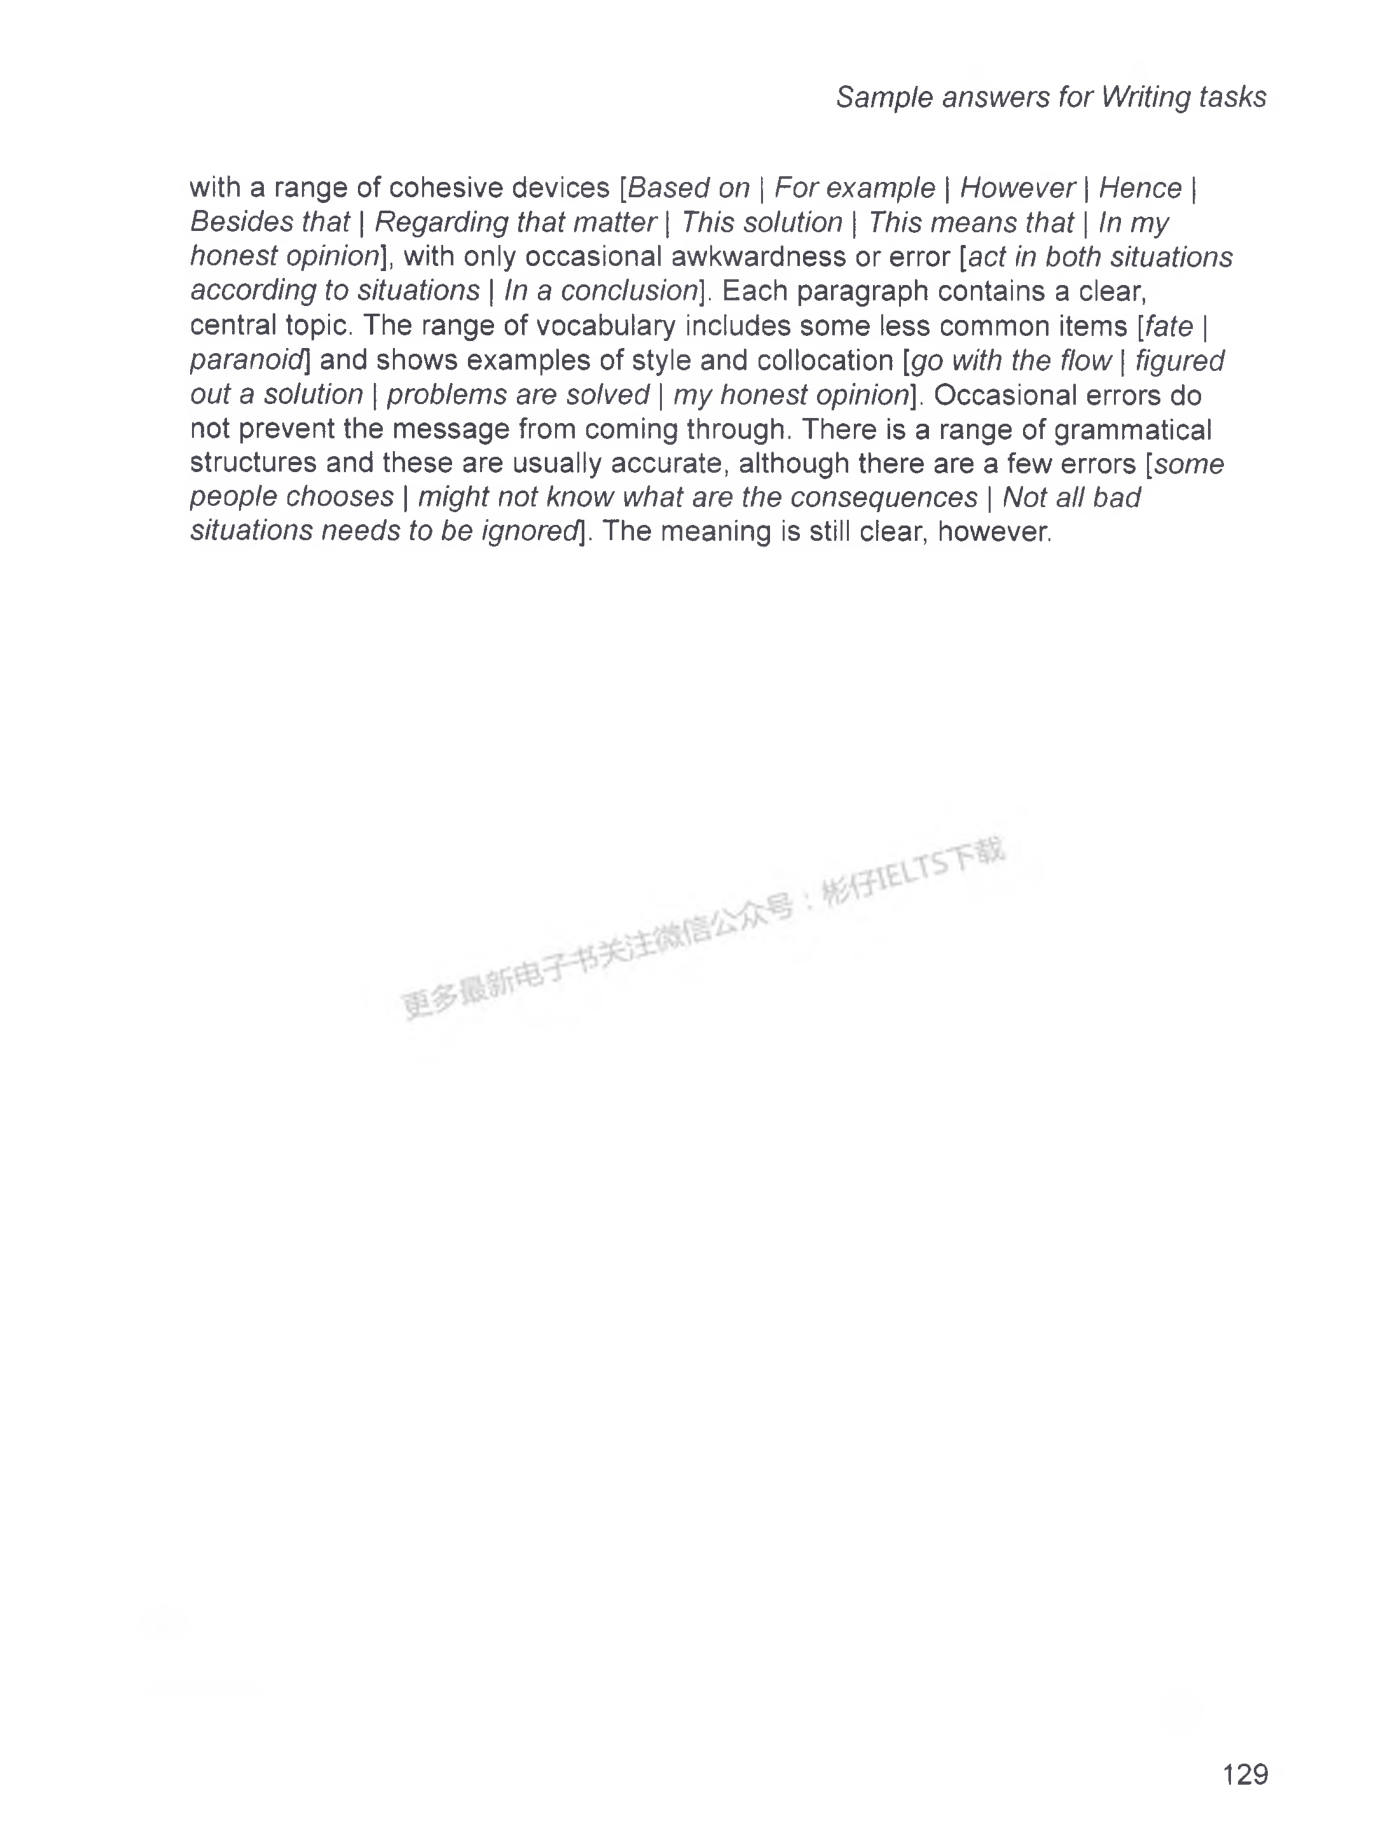 Sample answers for Writing tasks
with a range of cohesive devices [Based on | For example | However | Hence |
Besides that | Regarding that matter | This solution | This means that | In my
honest opinion], with only occasional awkwardness or error [act in both situations
according to situations | In a conclusion]. Each paragraph contains a clear,
central topic. The range of vocabulary includes some less common items [fate |
paranoid] and shows examples of style and collocation [go with the flow | figured
out a solution | problems are solved | my honest opinion]. Occasional errors do
not prevent the message from coming through. There is a range of grammatical
structures and these are usually accurate, although there are a few errors [some
people chooses | might not know what are the consequences | Not all bad
situations needs to be ignored]. The meaning is still clear, however.
更多最新电子书关注微信公众号：彬仔IELTS下载
129